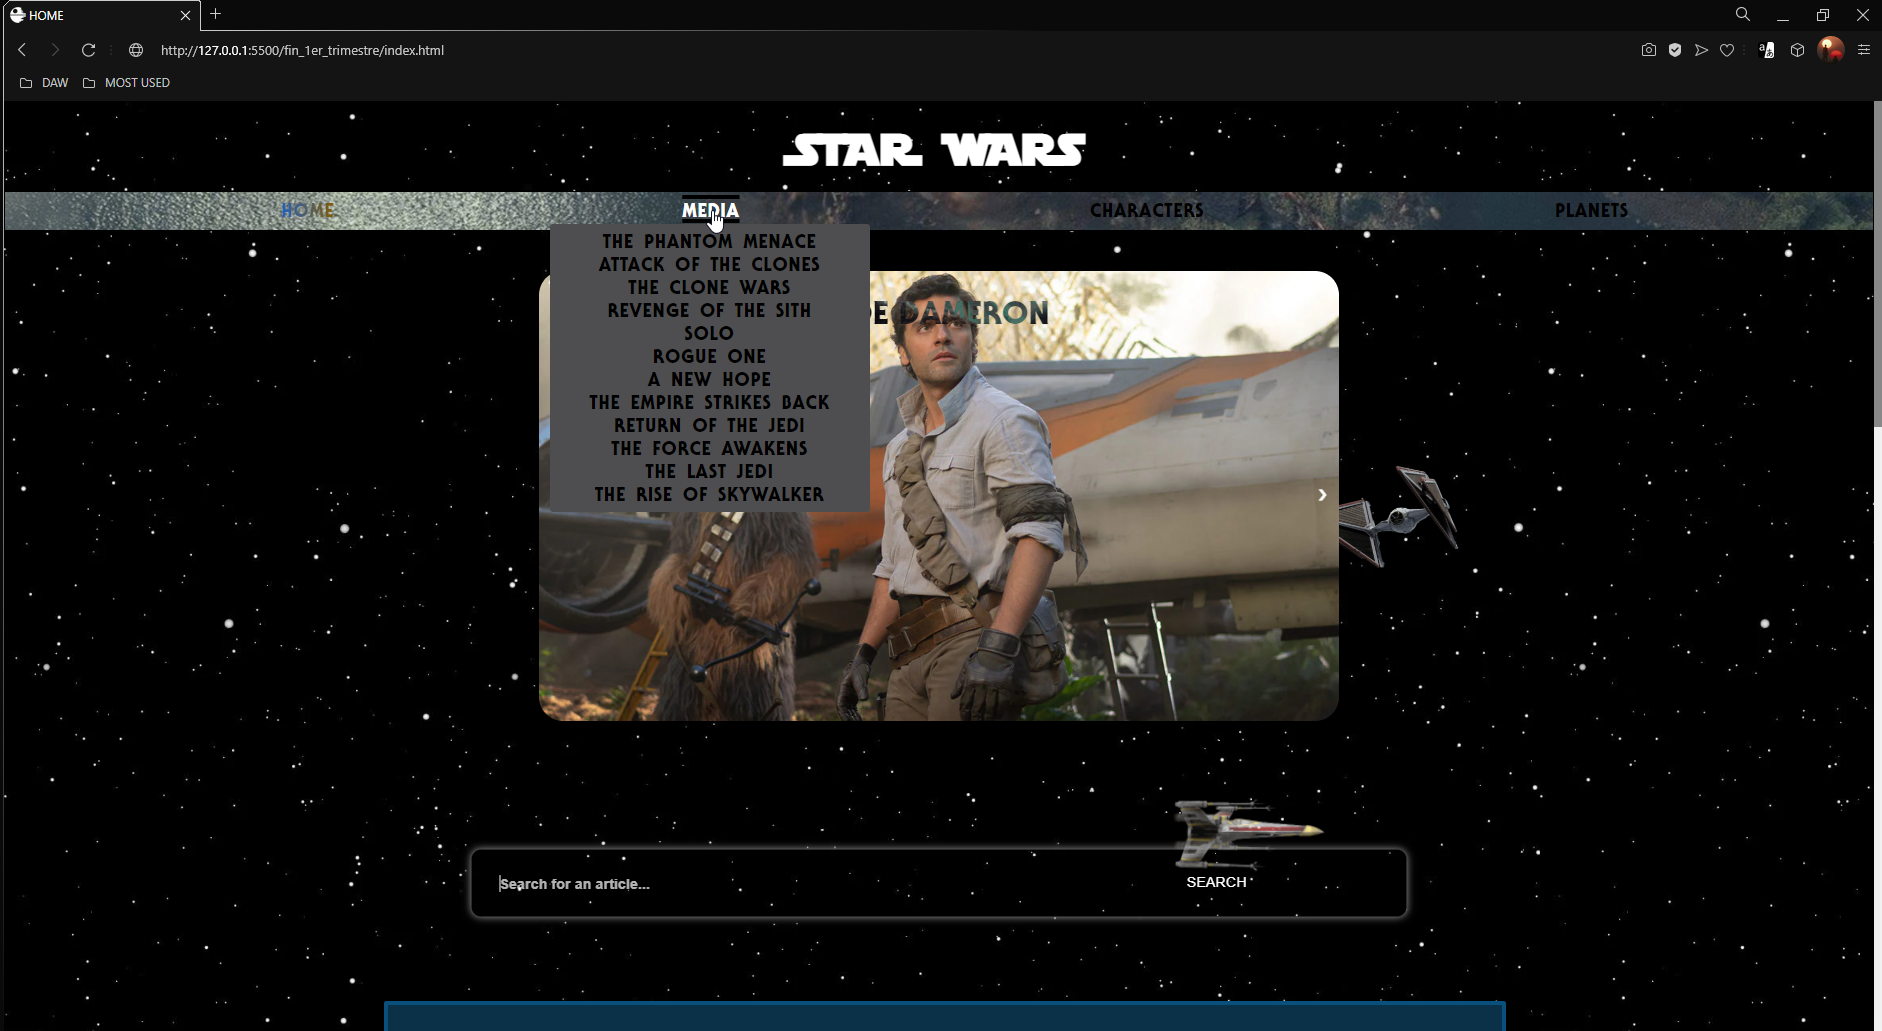 HOME
http://127.0.0.1:5500/fin_1er_trimestre/index.html
DAW MOST USED
STAR WARS
HOME MEDIA CHARACTERS PLANETS
THE PHANTOM MENACE
ATTACK OF THE CLONES
THE CLONE WARS
REVENGE OF THE SITH
SOLO
ROGUE ONE
A NEW HOPE
THE EMPIRE STRIKES BACK
RETURN OF THE JEDI
THE FORCE AWAKENS
THE LAST JEDI
THE RISE OF SKYWALKER
DAMERON
Search for an article...
SEARCH